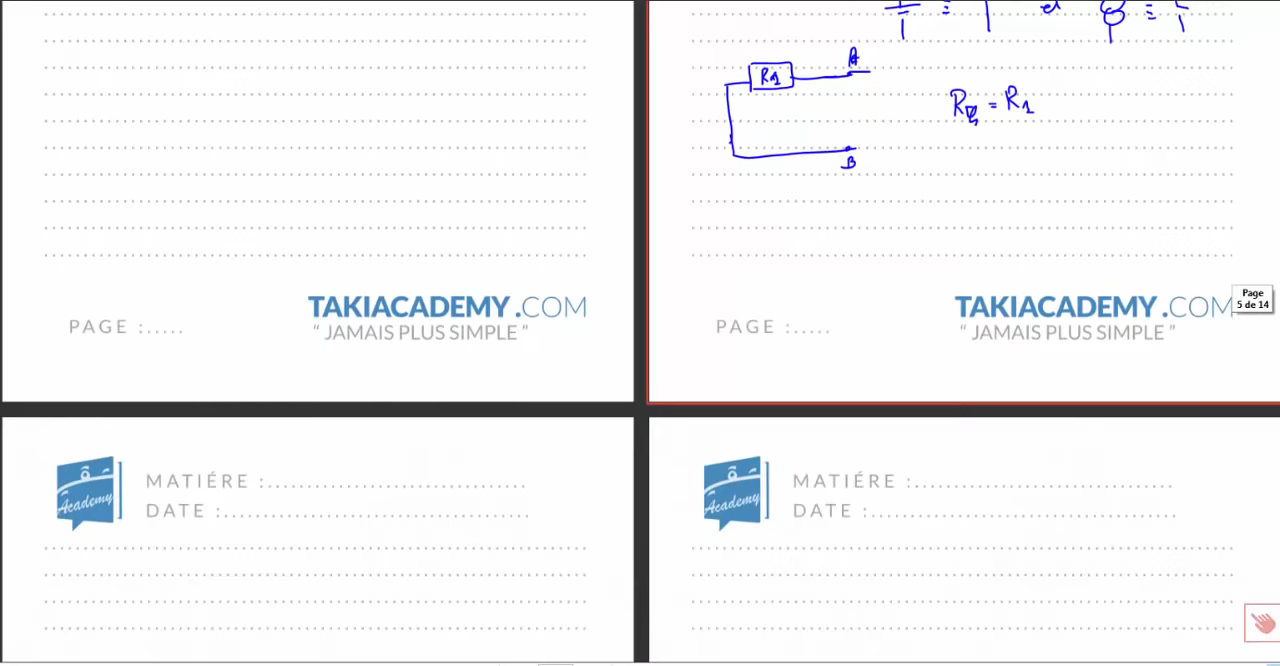 et
A
R1
B
= R1
TAKIACADEMY .COM
PAGE :.....
“ JAMAIS PLUS SIMPLE ”
TAKIACADEMY .COM
PAGE :.....
“ JAMAIS PLUS SIMPLE ”
Page
5 de 14
Academy
MATIÉRE :
DATE :
Academy
MATIÉRE :
DATE :